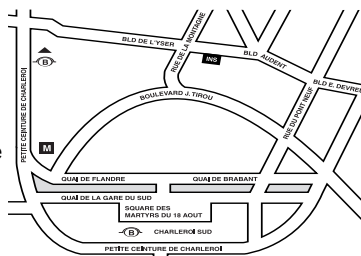 BLD DE L'YSER
RUE DE LA MONTAGNE
INS
BLD AUDENT
BLD E. DEVREU
PETITE CEINTURE DE CHARLEROI
B
BOULEVARD J. TIROU
RUE DU PONT NEUF
M
QUAI DE FLANDRE
QUAI DE BRABANT
QUAI DE LA GARE DU SUD
SQUARE DES
MARTYRS DU 18 AOUT
B
CHARLEROI SUD
PETITE CEINTURE DE CHARLEROI